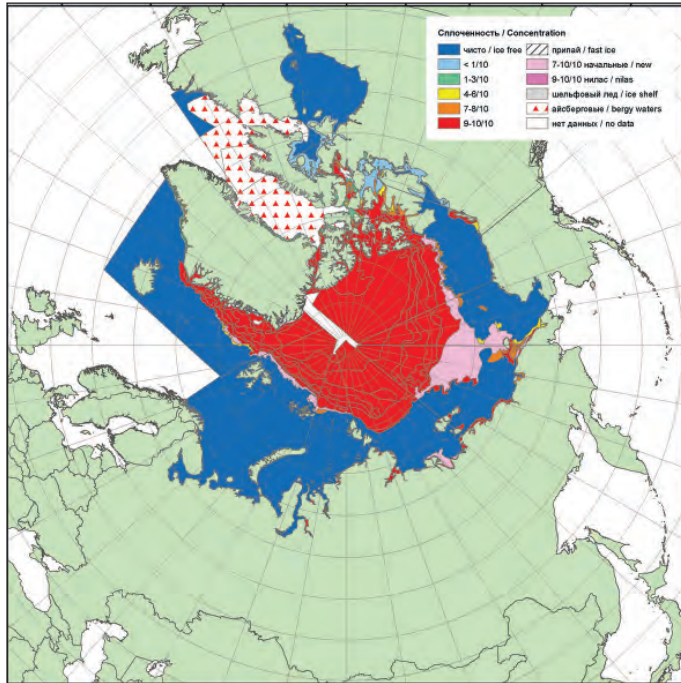 Сплоченность / Concentration
чисто / ice free
< 1/10
1-3/10
4-6/10
7-8/10
9-10/10
припай / fast ice
7-10/10 начальные / new
9-10/10 нилас / nilas
шельфовый лед / ice shelf
айсберговые / bergy waters
нет данных / no data